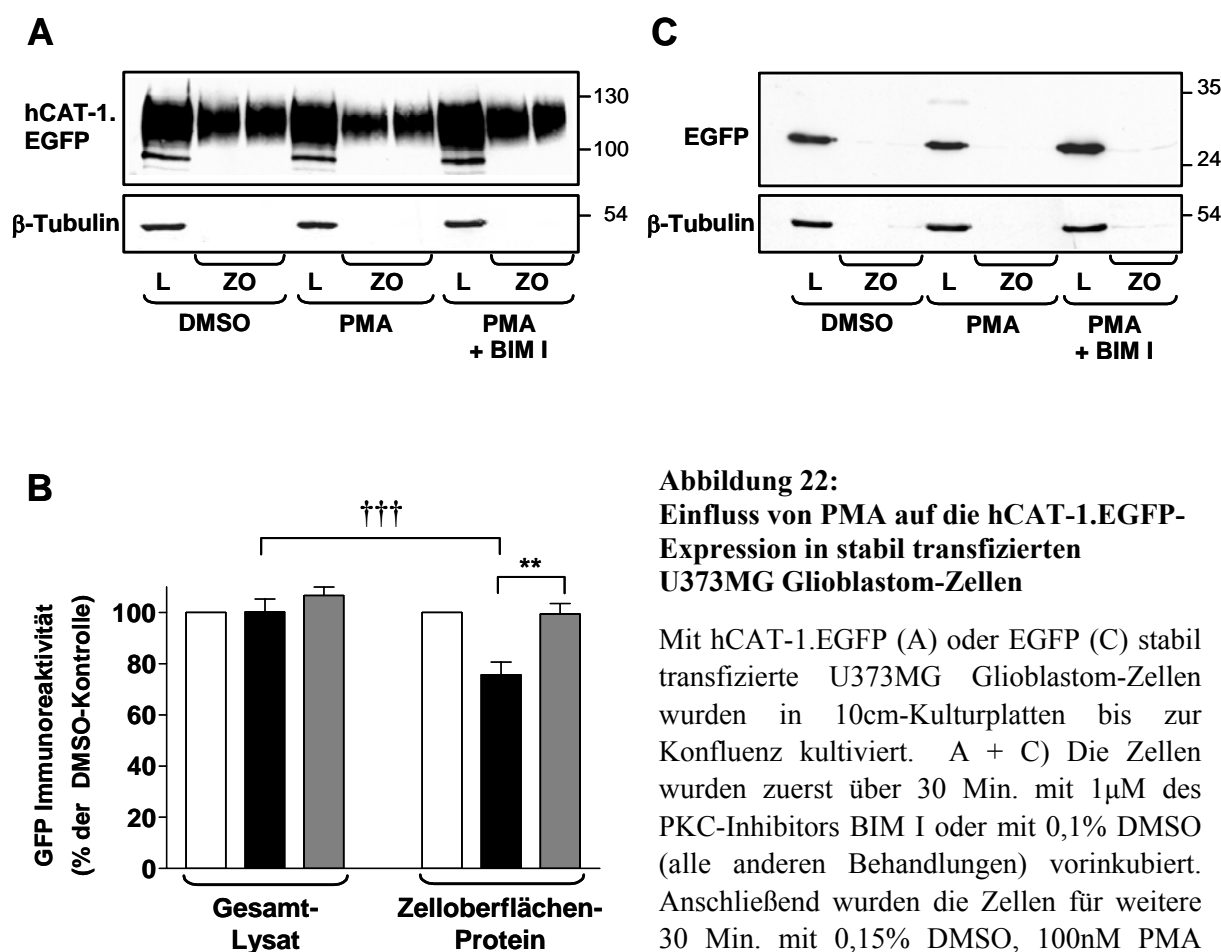 A
hCAT-1.
EGFP
130
100
β-Tubulin
54
L ZO L ZO L ZO
DMSO PMA PMA
+ BIM I
C
EGFP
35
24
β-Tubulin
54
L ZO L ZO L ZO
DMSO PMA PMA
+ BIM I
B
GFP Immunoreaktivität
(% der DMSO-Kontrolle)
100
80
60
40
20
0
†††
**
Gesamt-
Lysat
Zelloberflächen-
Protein
Abbildung 22:
Einfluss von PMA auf die hCAT-1.EGFP-
Expression in stabil transfizierten
U373MG Glioblastom-Zellen
Mit hCAT-1.EGFP (A) oder EGFP (C) stabil
transfizierte U373MG Glioblastom-Zellen
wurden in 10cm-Kulturplatten bis zur
Konfluenz kultiviert. A + C) Die Zellen
wurden zuerst über 30 Min. mit 1µM des
PKC-Inhibitors BIM I oder mit 0,1% DMSO
(alle anderen Behandlungen) vorinkubiert.
Anschließend wurden die Zellen für weitere
30 Min. mit 0,15% DMSO, 100nM PMA